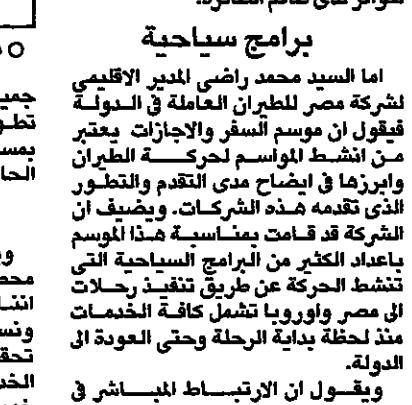 برامج سياحية
اما السيد محمد راضى المدير الاقليمي
لشركة مصر للطيران العاملة في الدولة
فيقول ان موسم السفر والاجازات يعتبر
من انشط المواسم لحركة الطيران
وابرزها في ايضاح مدى التقدم والتطور
الذى تقدمه هذه الشركات. ويضيف ان
الشركة قد قامت بمناسبة هذا الموسم
باعداد الكثير من البرامج السياحية التى
تنشط الحركة عن طريق تنفيذ رحلات
الى مصر واوروبا تشمل كافة الخدمات
منذ لحظة بداية الرحلة وحتى العودة الى
الدولة.
ويقول ان الارتباط المباشر في